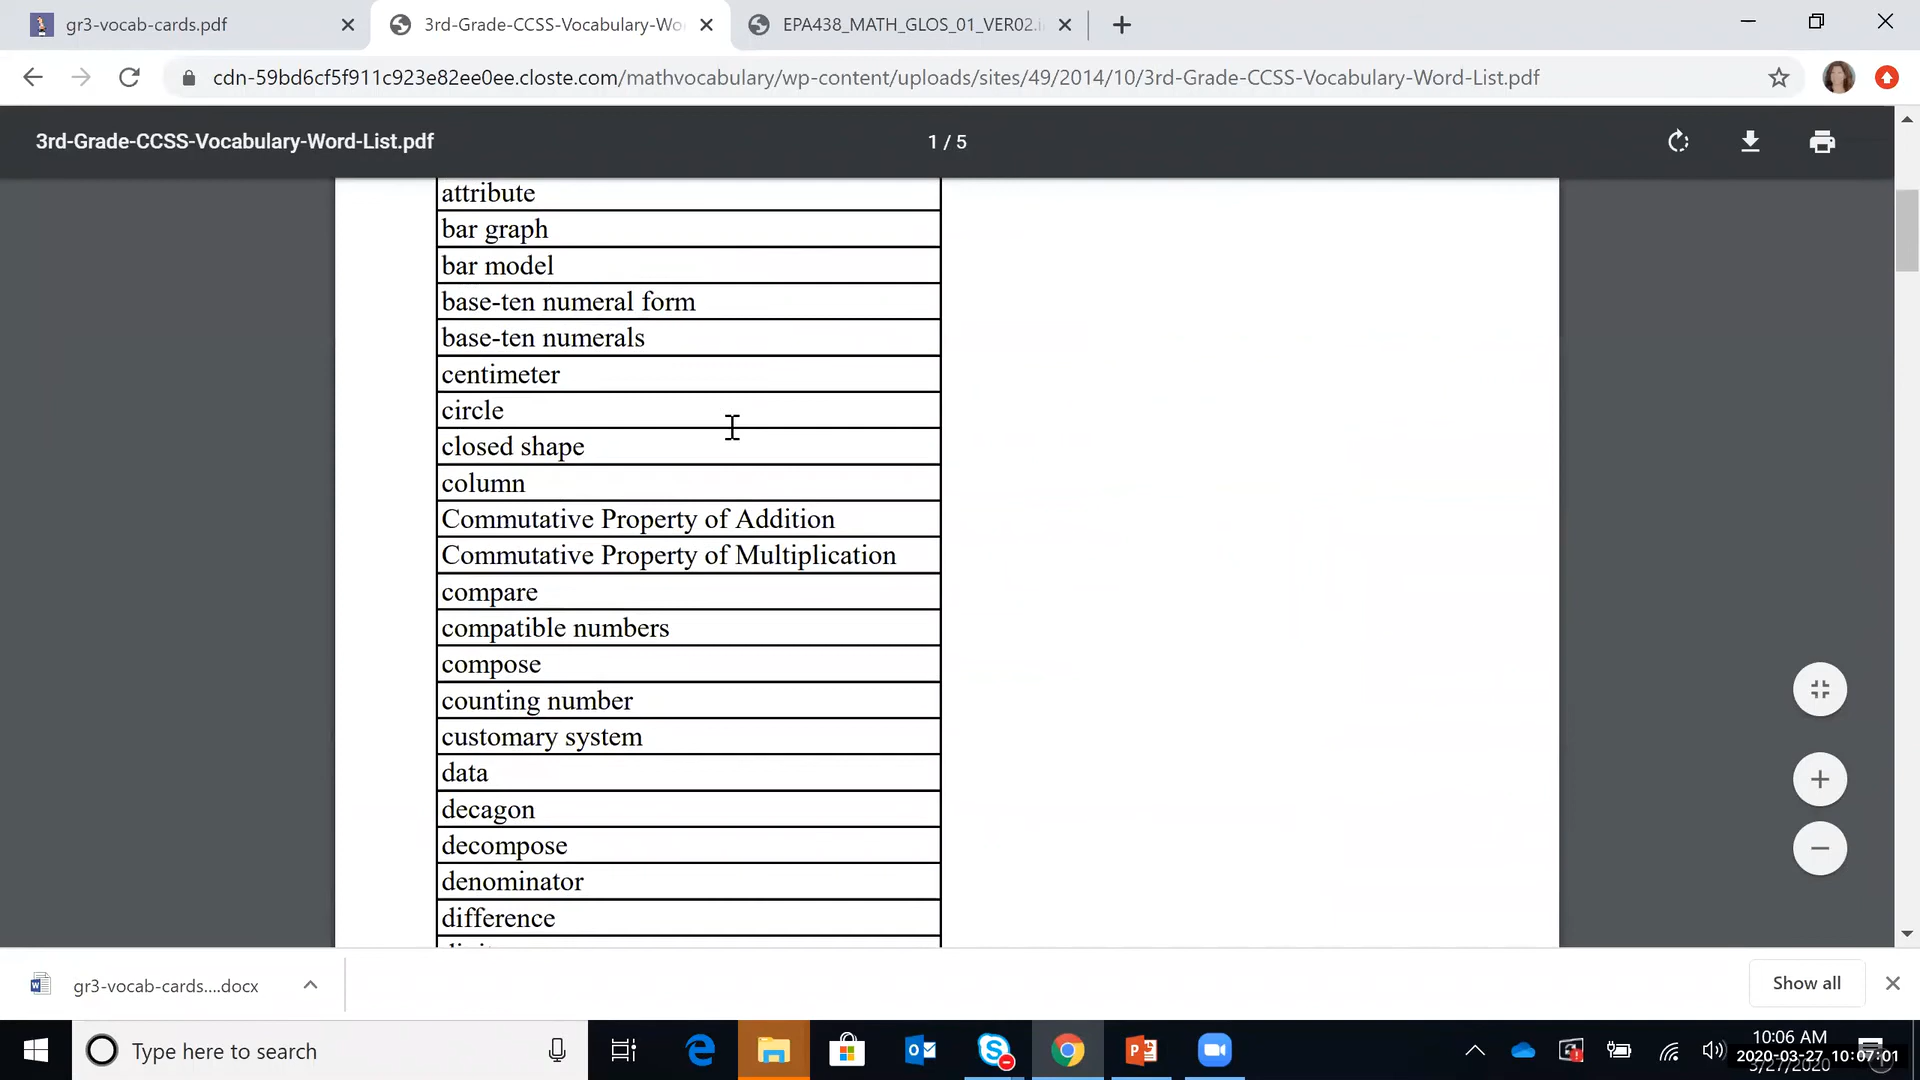 gr3-vocab-cards.pdf
3rd-Grade-CCSS-Vocabulary-Wo
EPA438_MATH_GLOS_01_VER02.i
cdn-59bd6cf5f911c923e82ee0ee.closte.com/mathvocabulary/wp-content/uploads/sites/49/2014/10/3rd-Grade-CCSS-Vocabulary-Word-List.pdf
3rd-Grade-CCSS-Vocabulary-Word-List.pdf
1 / 5
attribute
bar graph
bar model
base-ten numeral form
base-ten numerals
centimeter
circle
closed shape
column
Commutative Property of Addition
Commutative Property of Multiplication
compare
compatible numbers
compose
counting number
customary system
data
decagon
decompose
denominator
difference
gr3-vocab-cards....docx
Show all
Type here to search
10:06 AM
2020-03-27 10:07:01
3/27/2020